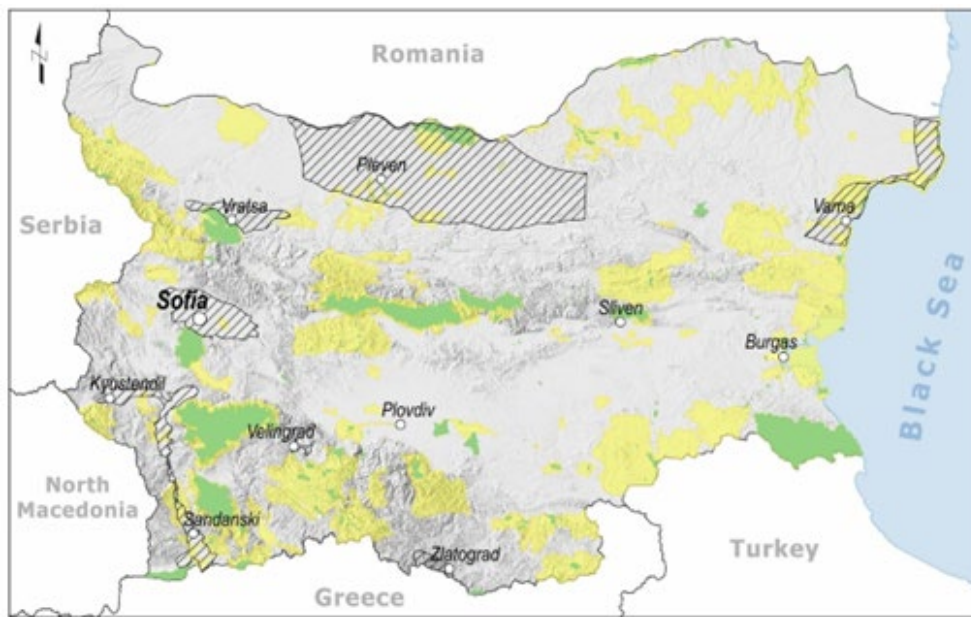 N
Romania
Pleven
Serbia
Vratsa
Varna
Sofia
Sliven
Burgas
Black Sea
Kyustendil
Plovdiv
Velingrad
North
Macedonia
Sandanski
Zlatograd
Turkey
Greece